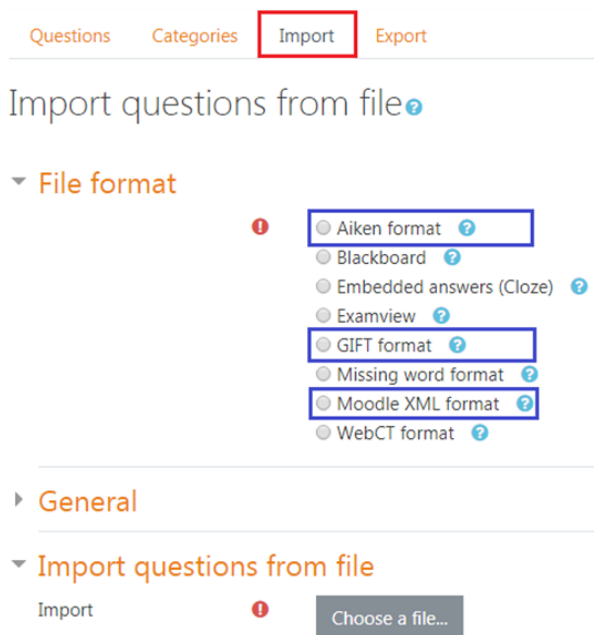 Questions Categories Import Export
Import questions from file
File format
Aiken format
Blackboard
Embedded answers (Cloze)
Examview
GIFT format
Missing word format
Moodle XML format
WebCT format
General
Import questions from file
Import Choose a file...